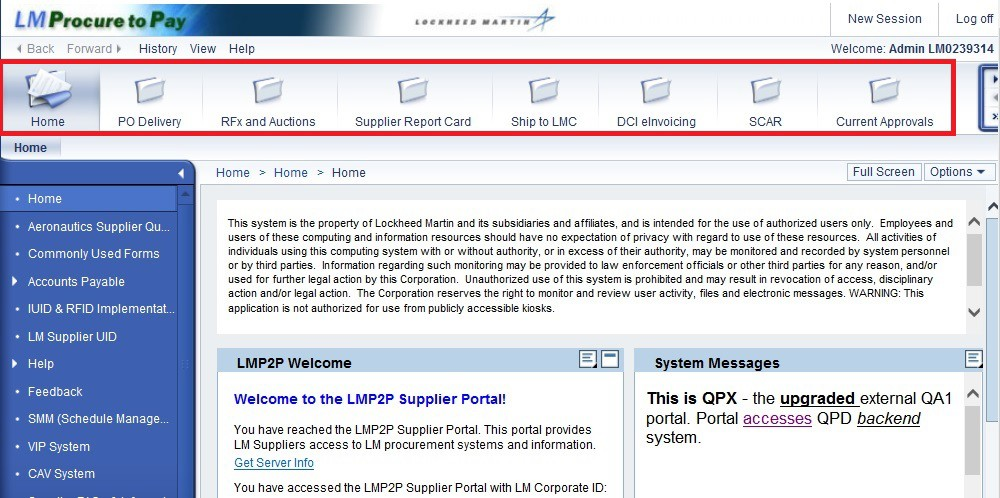 LM Procure to Pay
LOCKHEED MARTIN
New Session
Log off
Back Forward History View Help
Welcome: Admin LM0239314
Home
PO Delivery
RFx and Auctions
Supplier Report Card
Ship to LMC
DCI eInvoicing
SCAR
Current Approvals
Home
Home > Home > Home
Full Screen
Options
Home
Aeronautics Supplier Qu...
Commonly Used Forms
Accounts Payable
IUID & RFID Implementat...
LM Supplier UID
Help
Feedback
SMM (Schedule Manage...
VIP System
CAV System
This system is the property of Lockheed Martin and its subsidiaries and affiliates, and is intended for the use of authorized users only. Employees and
users of these computing and information resources should have no expectation of privacy with regard to use of these resources. All activities of
individuals using this computing system with or without authority, or in excess of their authority, may be monitored and recorded by system personnel
or by third parties. Information regarding such monitoring may be provided to law enforcement officials or other third parties for any reason, and/or
used for further legal action by this Corporation. Unauthorized use of this system is prohibited and may result in revocation of access, disciplinary
action and/or legal action. The Corporation reserves the right to monitor and review user activity, files and electronic messages. WARNING: This
application is not authorized for use from publicly accessible kiosks.
LMP2P Welcome
Welcome to the LMP2P Supplier Portal!
You have reached the LMP2P Supplier Portal. This portal provides
LM Suppliers access to LM procurement systems and information.
Get Server Info
You have accessed the LMP2P Supplier Portal with LM Corporate ID:
System Messages
This is QPX - the upgraded external QA1
portal. Portal accesses QPD backend
system.